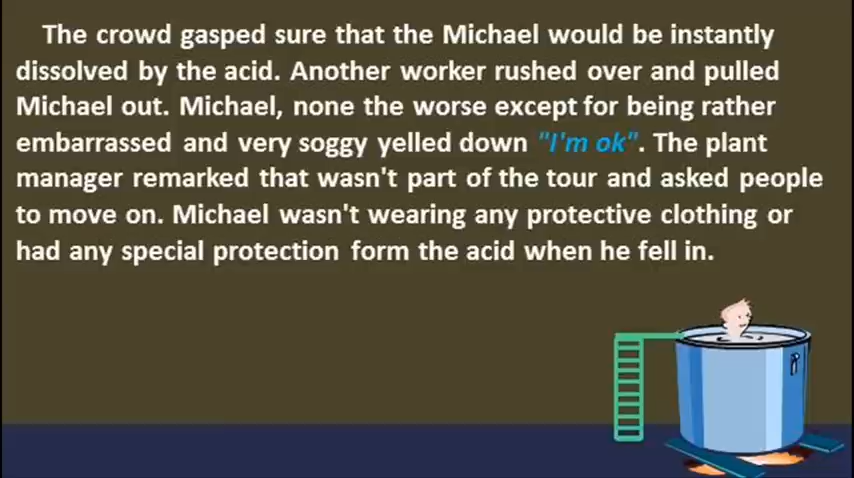 The crowd gasped sure that the Michael would be instantly
dissolved by the acid. Another worker rushed over and pulled
Michael out. Michael, none the worse except for being rather
embarrassed and very soggy yelled down "I'm ok". The plant
manager remarked that wasn't part of the tour and asked people
to move on. Michael wasn't wearing any protective clothing or
had any special protection form the acid when he fell in.